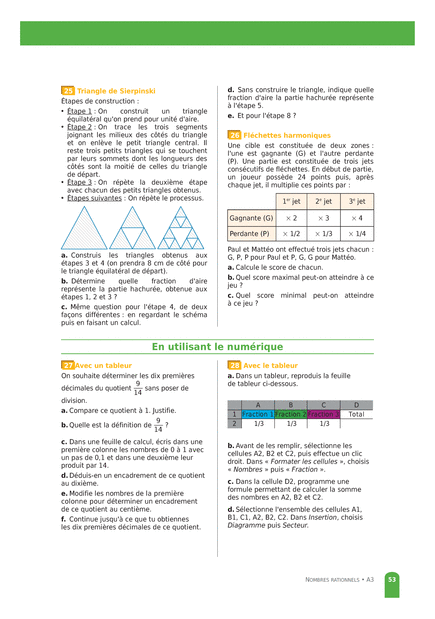 25 Triangle de Sierpinski
Étapes de construction :
• Étape 1 : On construit un triangle
équilatéral qu'on prend pour unité d'aire.
• Étape 2 : On trace les trois segments
joignant les milieux des côtés du triangle
et on enlève le petit triangle central. Il
reste trois petits triangles qui se touchent
par leurs sommets dont les longueurs des
côtés sont la moitié de celles du triangle
de départ.
• Étape 3 : On répète la deuxième étape
avec chacun des petits triangles obtenus.
• Étapes suivantes : On répète le processus.
a. Construis les triangles obtenus aux
étapes 3 et 4 (on prendra 8 cm de côté pour
le triangle équilatéral de départ).
b. Détermine quelle fraction d'aire
représente la partie hachurée, obtenue aux
étapes 1, 2 et 3 ?
c. Même question pour l'étape 4, de deux
façons différentes : en regardant le schéma
puis en faisant un calcul.
d. Sans construire le triangle, indique quelle
fraction d'aire la partie hachurée représente
à l'étape 5.
e. Et pour l'étape 8 ?
26 Fléchettes harmoniques
Une cible est constituée de deux zones :
l'une est gagnante (G) et l'autre perdante
(P). Une partie est constituée de trois jets
consécutifs de fléchettes. En début de partie,
un joueur possède 24 points puis, après
chaque jet, il multiplie ces points par :
1er jet 2e jet 3e jet
Gagnante (G) × 2 × 3 × 4
Perdante (P) × 1/2 × 1/3 × 1/4
Paul et Mattéo ont effectué trois jets chacun :
G, P, P pour Paul et P, G, G pour Mattéo.
a. Calcule le score de chacun.
b. Quel score maximal peut-on atteindre à ce
jeu ?
c. Quel score minimal peut-on atteindre
à ce jeu ?
En utilisant le numérique
27 Avec un tableur
On souhaite déterminer les dix premières
décimales du quotient 9/14 sans poser de
division.
a. Compare ce quotient à 1. Justifie.
b. Quelle est la définition de 9/14 ?
c. Dans une feuille de calcul, écris dans une
première colonne les nombres de 0 à 1 avec
un pas de 0,1 et dans une deuxième leur
produit par 14.
d. Déduis-en un encadrement de ce quotient
au dixième.
e. Modifie les nombres de la première
colonne pour déterminer un encadrement
de ce quotient au centième.
f. Continue jusqu'à ce que tu obtiennes
les dix premières décimales de ce quotient.
28 Avec le tableur
a. Dans un tableur, reproduis la feuille
de tableur ci-dessous.
A B C D
1 Fraction 1 Fraction 2 Fraction 3 Total
2 1/3 1/3 1/3
b. Avant de les remplir, sélectionne les
cellules A2, B2 et C2, puis effectue un clic
droit. Dans « Formater les cellules », choisis
« Nombres » puis « Fraction ».
c. Dans la cellule D2, programme une
formule permettant de calculer la somme
des nombres en A2, B2 et C2.
d. Sélectionne l'ensemble des cellules A1,
B1, C1, A2, B2, C2. Dans Insertion, choisis
Diagramme puis Secteur.
NOMBRES RATIONNELS • A3
53